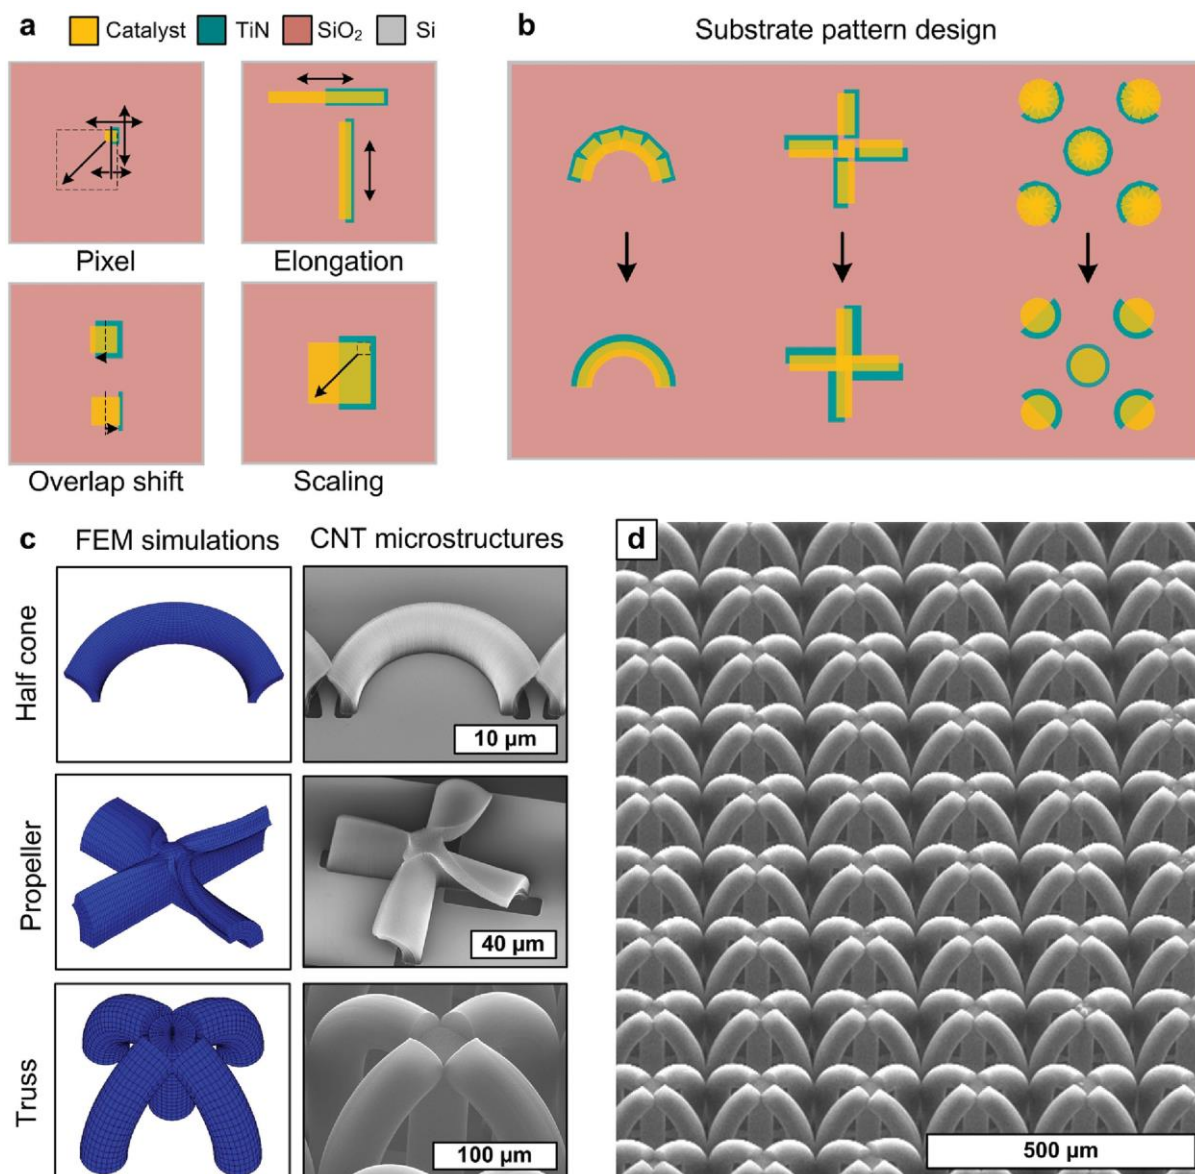 a
Catalyst TiN SiO₂ Si
Pixel
Elongation
Overlap shift
Scaling
b
Substrate pattern design
c
FEM simulations
CNT microstructures
Half cone
10 µm
Propeller
40 µm
Truss
100 µm
d
500 µm